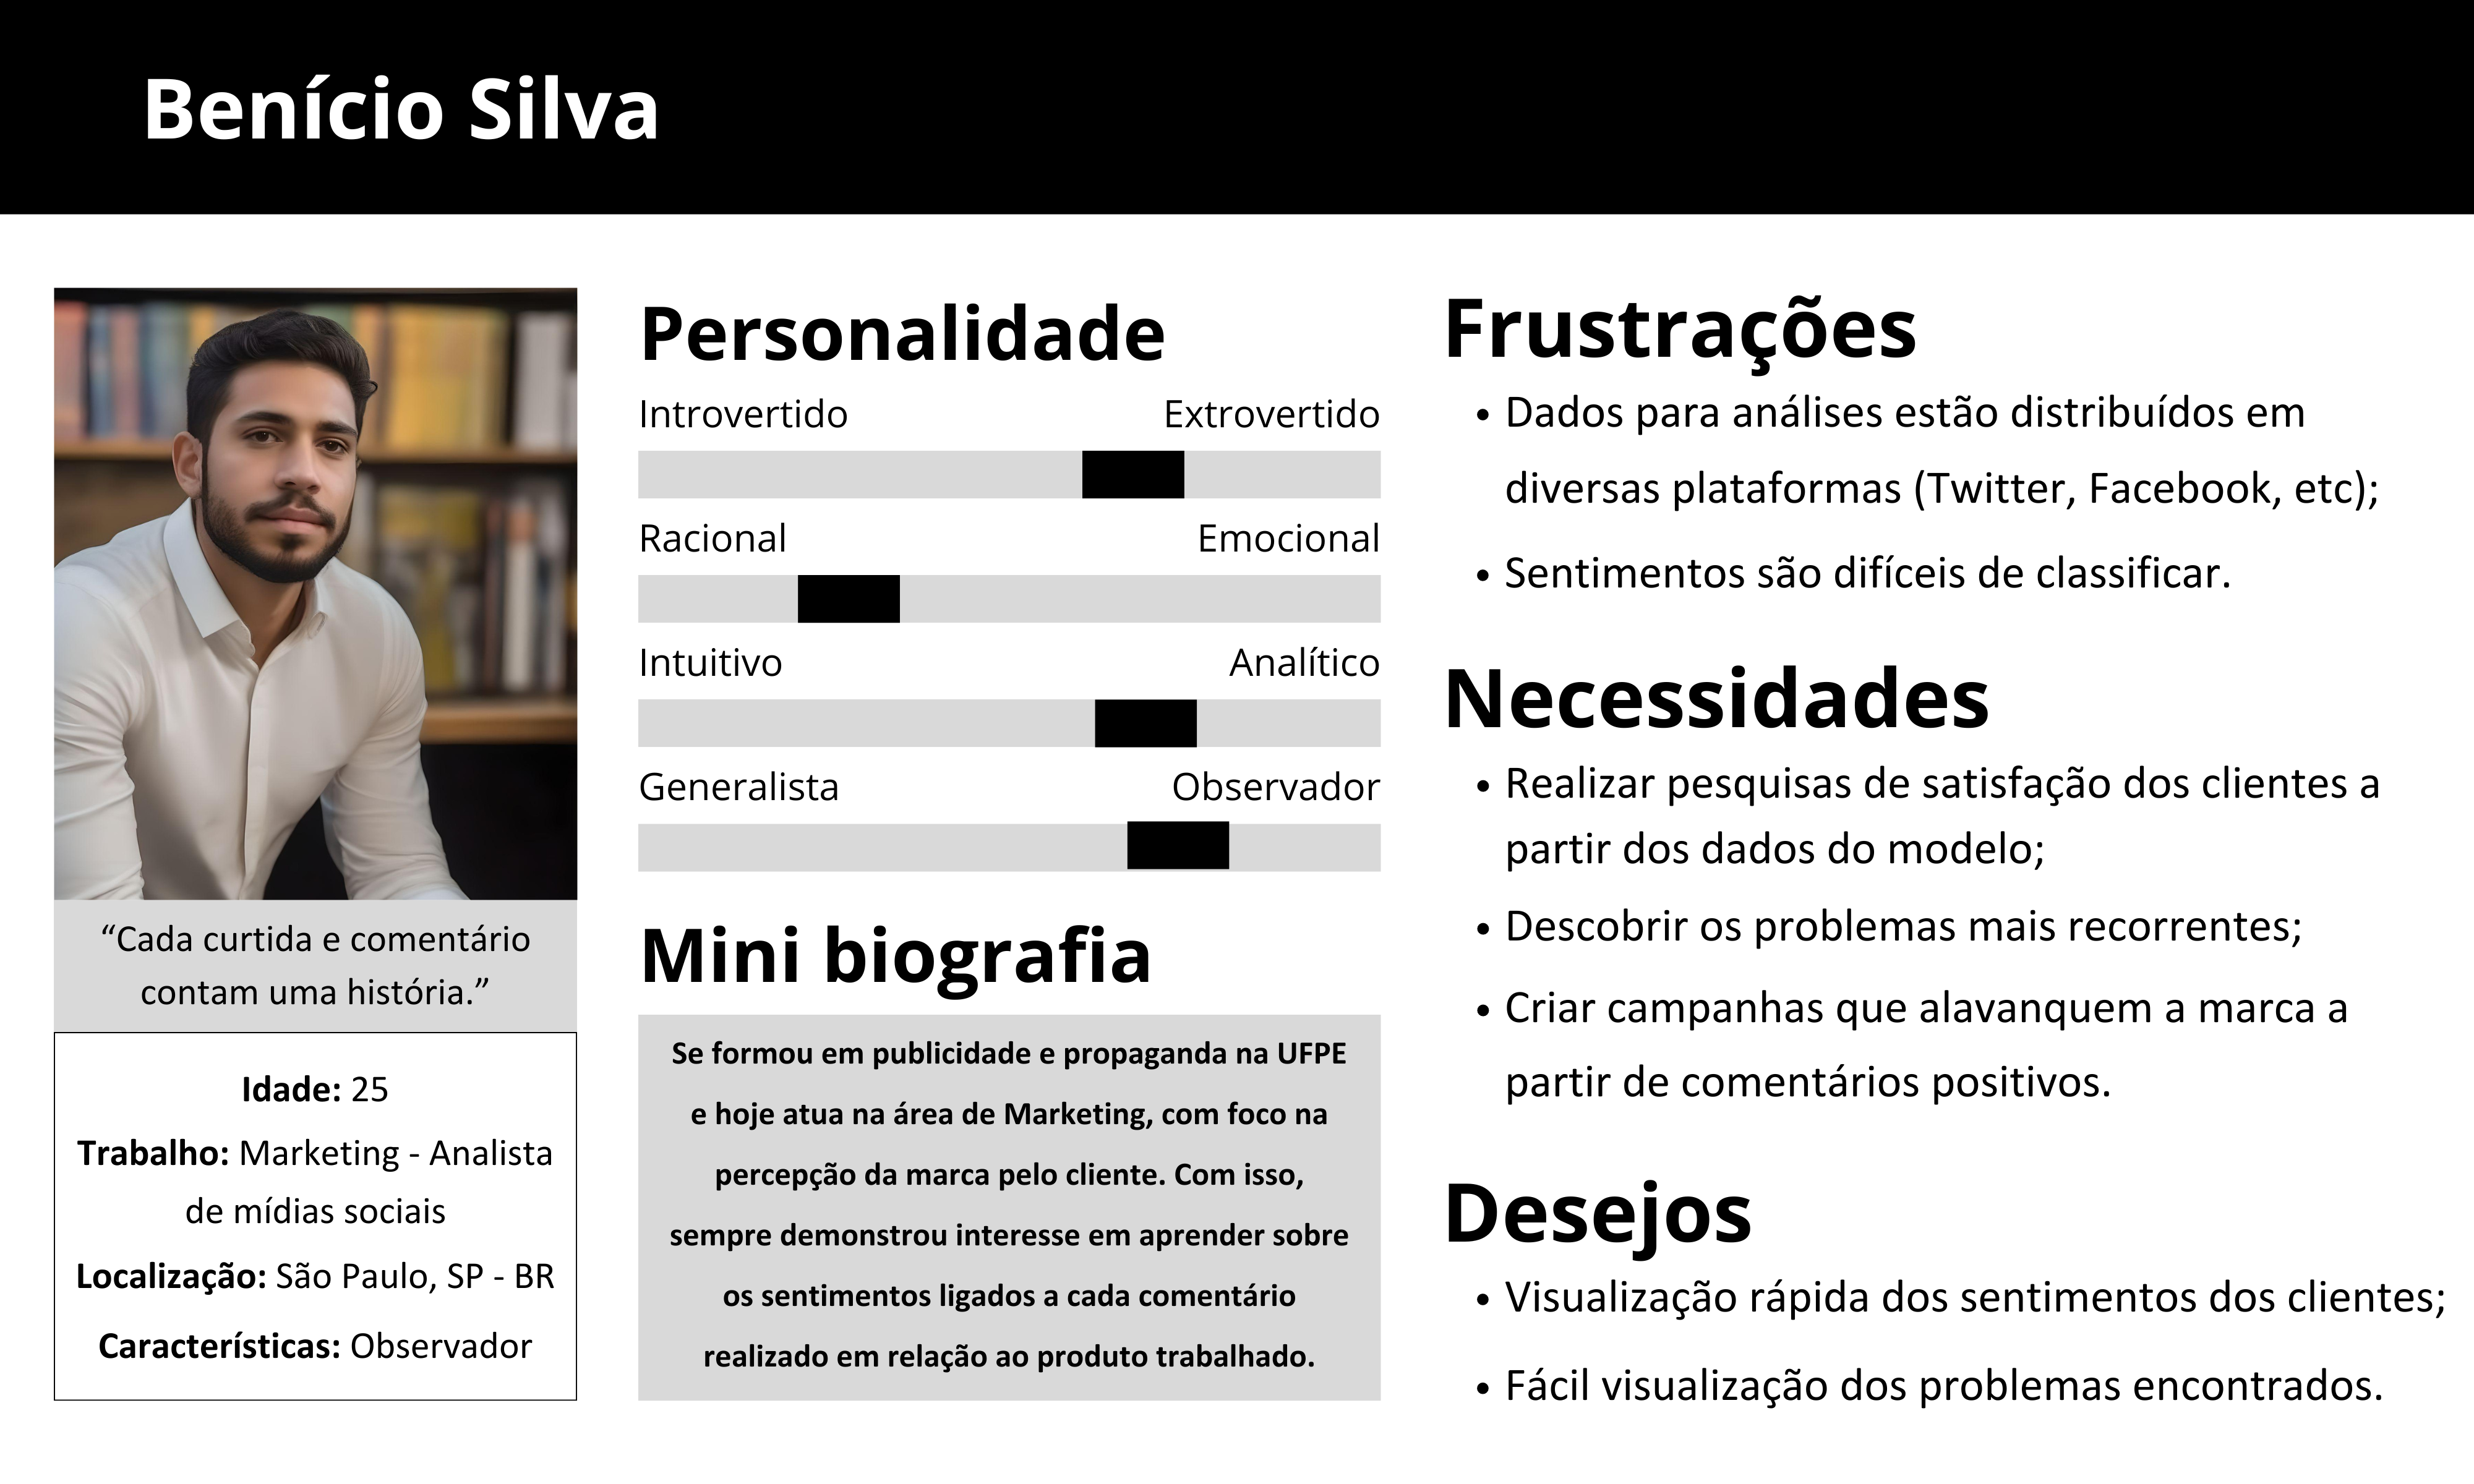 Benício Silva
“Cada curtida e comentário
contam uma história.”
Idade: 25
Trabalho: Marketing - Analista
de mídias sociais
Localização: São Paulo, SP - BR
Características: Observador
Personalidade
Introvertido Extrovertido
Racional Emocional
Intuitivo Analítico
Generalista Observador
Mini biografia
Se formou em publicidade e propaganda na UFPE
e hoje atua na área de Marketing, com foco na
percepção da marca pelo cliente. Com isso,
sempre demonstrou interesse em aprender sobre
os sentimentos ligados a cada comentário
realizado em relação ao produto trabalhado.
Frustrações
• Dados para análises estão distribuídos em
diversas plataformas (Twitter, Facebook, etc);
• Sentimentos são difíceis de classificar.
Necessidades
• Realizar pesquisas de satisfação dos clientes a
partir dos dados do modelo;
• Descobrir os problemas mais recorrentes;
• Criar campanhas que alavanquem a marca a
partir de comentários positivos.
Desejos
• Visualização rápida dos sentimentos dos clientes;
• Fácil visualização dos problemas encontrados.